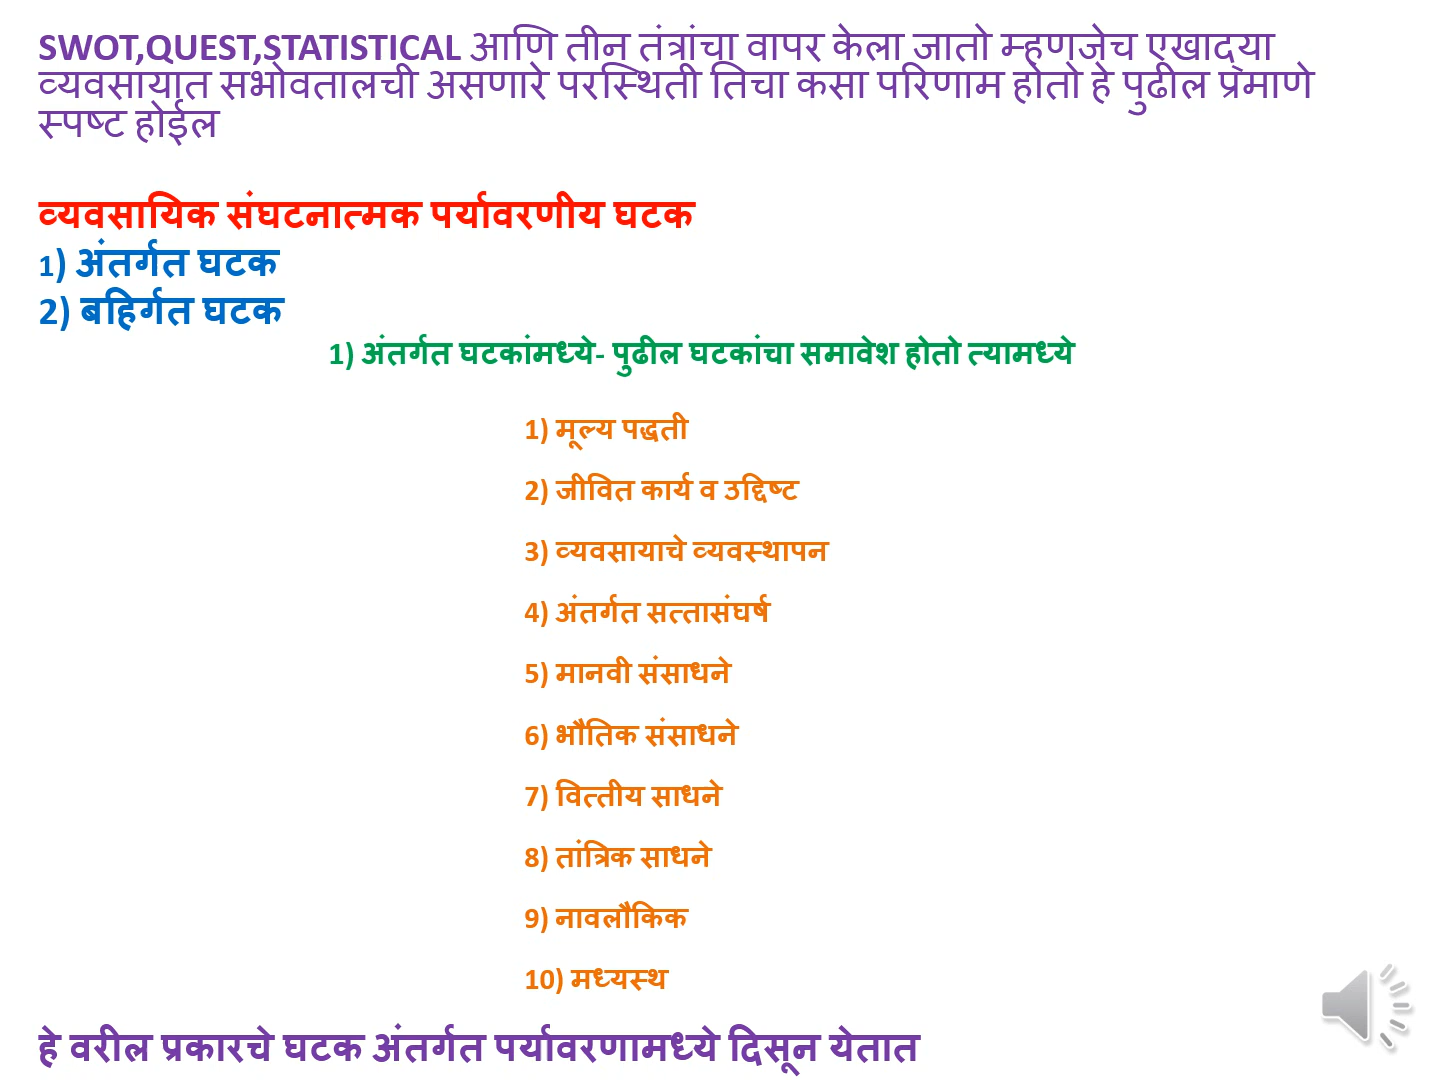 SWOT,QUEST,STATISTICAL आणि तीन तंत्रांचा वापर केला जातो म्हणजेच एखाद्या
व्यवसायात सभोवतालची असणारे परस्थिती तिचा कसा परिणाम होतो हे पुढील प्रमाणे
स्पष्ट होईल
व्यवसायिक संघटनात्मक पर्यावरणीय घटक
1) अंतर्गत घटक
2) बहिर्गत घटक
1) अंतर्गत घटकांमध्ये- पुढील घटकांचा समावेश होतो त्यामध्ये
1) मूल्य पद्धती
2) जीवित कार्य व उद्दिष्ट
3) व्यवसायाचे व्यवस्थापन
4) अंतर्गत सत्तासंघर्ष
5) मानवी संसाधने
6) भौतिक संसाधने
7) वित्तीय साधने
8) तांत्रिक साधने
9) नावलौकिक
10) मध्यस्थ
हे वरील प्रकारचे घटक अंतर्गत पर्यावरणामध्ये दिसून येतात